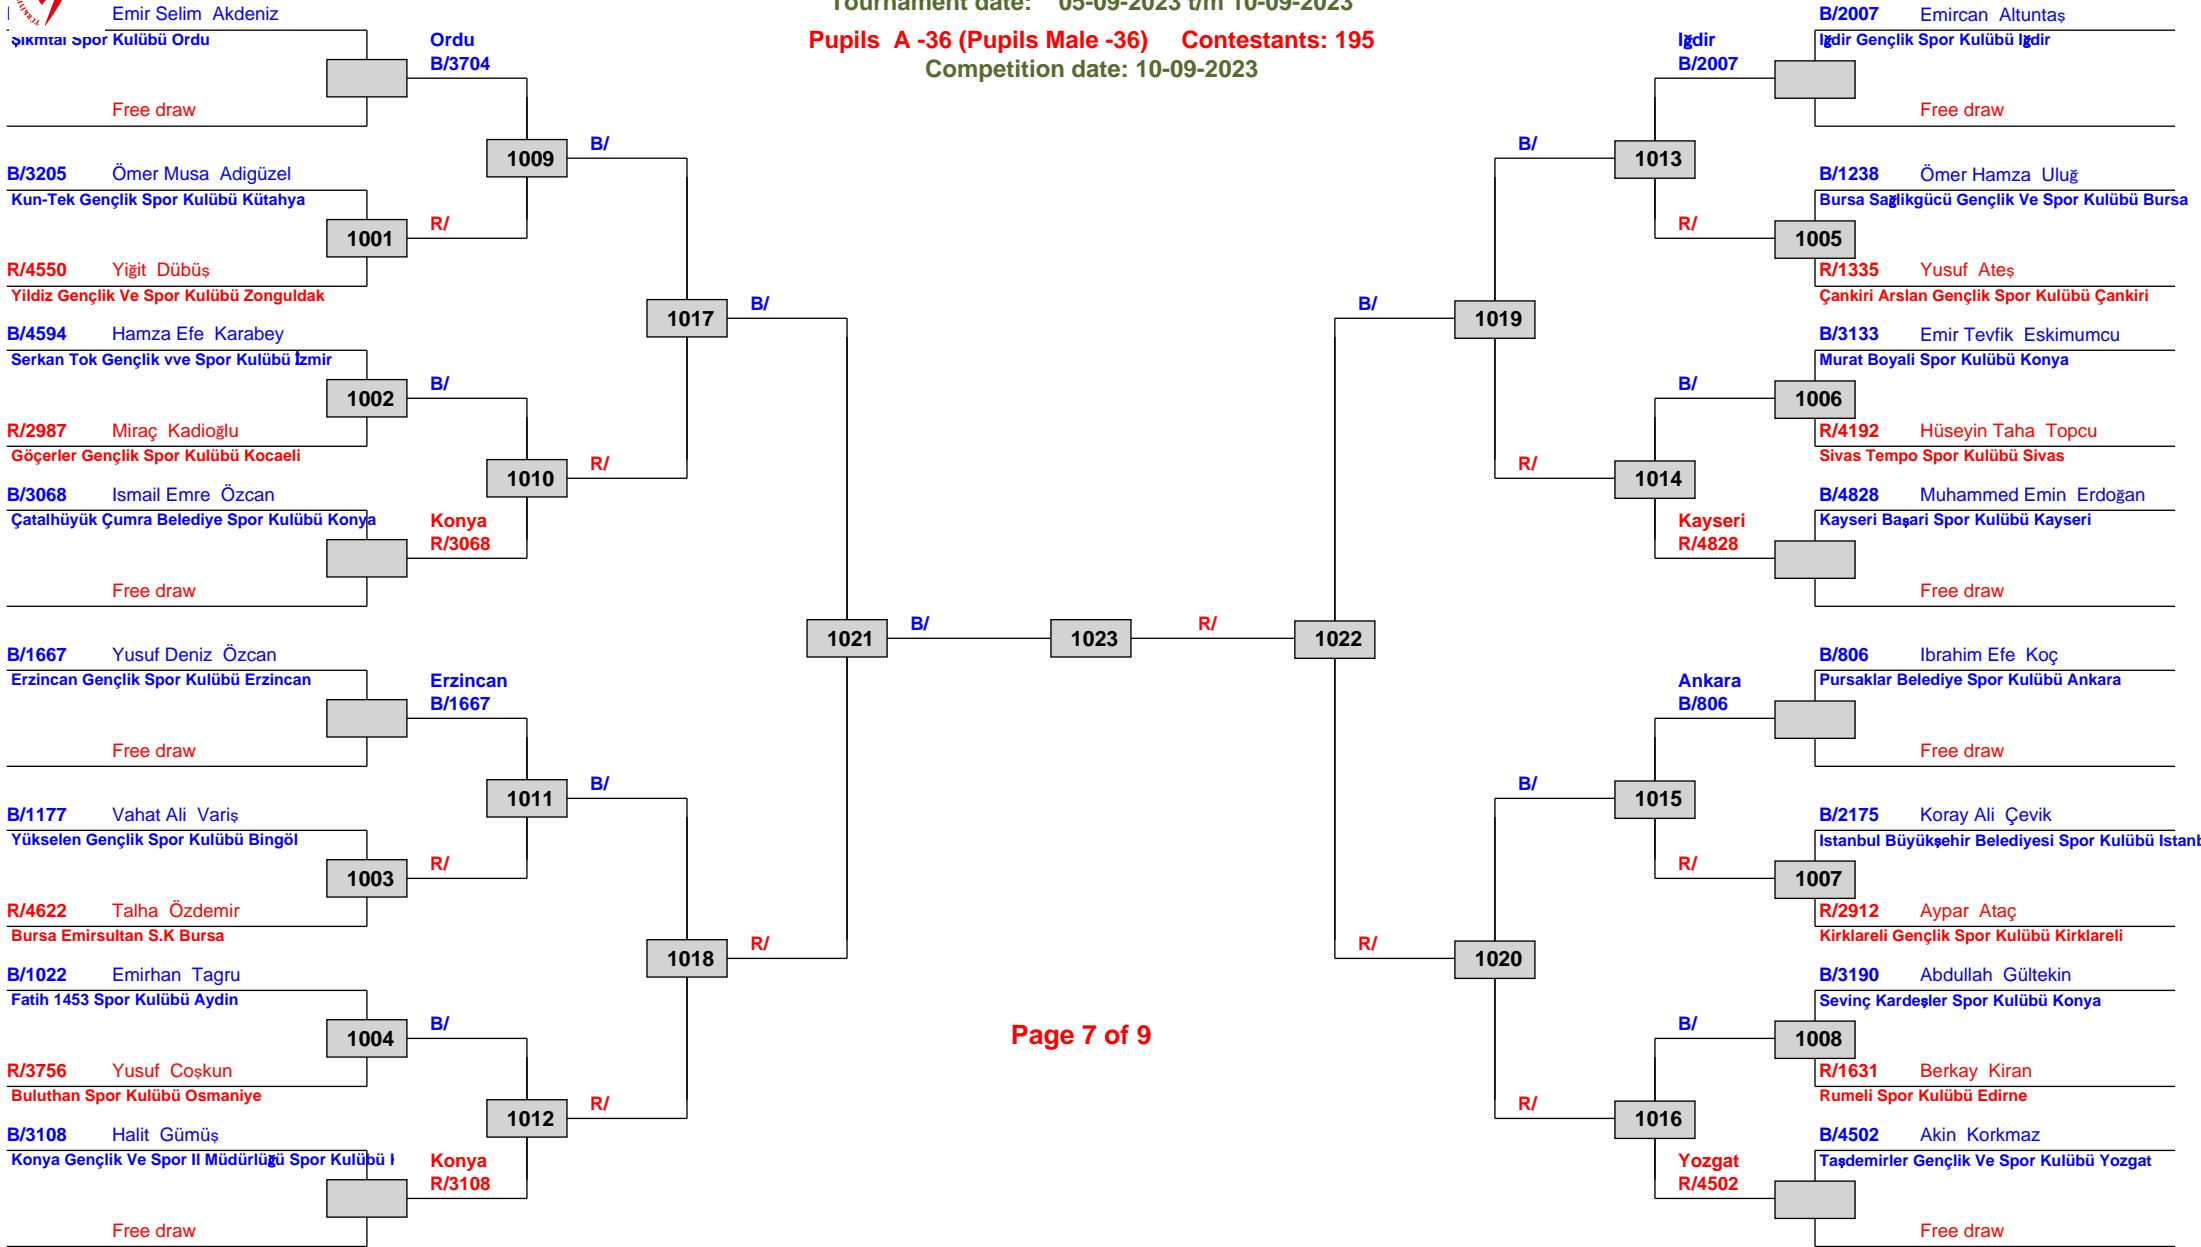 Emir Selim Akdeniz
Şikmtal Spor Kulübü Ordu
Free draw
B/3205 Ömer Musa Adigüzel
Kun-Tek Gençlik Spor Kulübü Kütahya
R/4550 Yiğit Dübüş
Yildiz Gençlik Ve Spor Kulübü Zonguldak
B/4594 Hamza Efe Karabey
Serkan Tok Gençlik vve Spor Kulübü İzmir
R/2987 Miraç Kadioğlu
Göçerler Gençlik Spor Kulübü Kocaeli
B/3068 Ismail Emre Özcan
Çatalhüyük Çumra Belediye Spor Kulübü Konya
Free draw
B/1667 Yusuf Deniz Özcan
Erzincan Gençlik Spor Kulübü Erzincan
Free draw
B/1177 Vahat Ali Variş
Yükselen Gençlik Spor Kulübü Bingöl
R/4622 Talha Özdemir
Bursa Emirsultan S.K Bursa
B/1022 Emirhan Tagru
Fatih 1453 Spor Kulübü Aydin
R/3756 Yusuf Coşkun
Buluthan Spor Kulübü Osmaniye
B/3108 Halit Gümüş
Konya Gençlik Ve Spor Il Müdürlüğü Spor Kulübü
Free draw
1001
1002
1003
1004
Ordu
B/3704
R/
B/
Konya
R/3068
Erzincan
B/1667
R/
B/
Konya
R/3108
1009
1010
1011
1012
B/
R/
B/
R/
1017
1018
B/
R/
1021
B/
Tournament date: 05-09-2023 t/m 10-09-2023
Pupils A -36 (Pupils Male -36) Contestants: 195
Competition date: 10-09-2023
1023
Page 7 of 9
R/
1022
B/
R/
1019
1020
B/
R/
B/
R/
1013
1014
1015
1016
Iğdir
B/2007
R/
B/
Kayseri
R/4828
Ankara
B/806
R/
B/
Yozgat
R/4502
1005
1006
1007
1008
B/2007 Emircan Altuntaş
Iğdir Gençlik Spor Kulübü Iğdir
Free draw
B/1238 Ömer Hamza Uluğ
Bursa Sağlikgücü Gençlik Ve Spor Kulübü Bursa
R/1335 Yusuf Ateş
Çankiri Arslan Gençlik Spor Kulübü Çankiri
B/3133 Emir Tevfik Eskimumcu
Murat Boyali Spor Kulübü Konya
R/4192 Hüseyin Taha Topcu
Sivas Tempo Spor Kulübü Sivas
B/4828 Muhammed Emin Erdoğan
Kayseri Başari Spor Kulübü Kayseri
Free draw
B/806 Ibrahim Efe Koç
Pursaklar Belediye Spor Kulübü Ankara
Free draw
B/2175 Koray Ali Çevik
Istanbul Büyükşehir Belediyesi Spor Kulübü Istanb
R/2912 Aypar Ataç
Kirklareli Gençlik Spor Kulübü Kirklareli
B/3190 Abdullah Gültekin
Sevinç Kardeşler Spor Kulübü Konya
R/1631 Berkay Kiran
Rumeli Spor Kulübü Edirne
B/4502 Akin Korkmaz
Taşdemirler Gençlik Ve Spor Kulübü Yozgat
Free draw